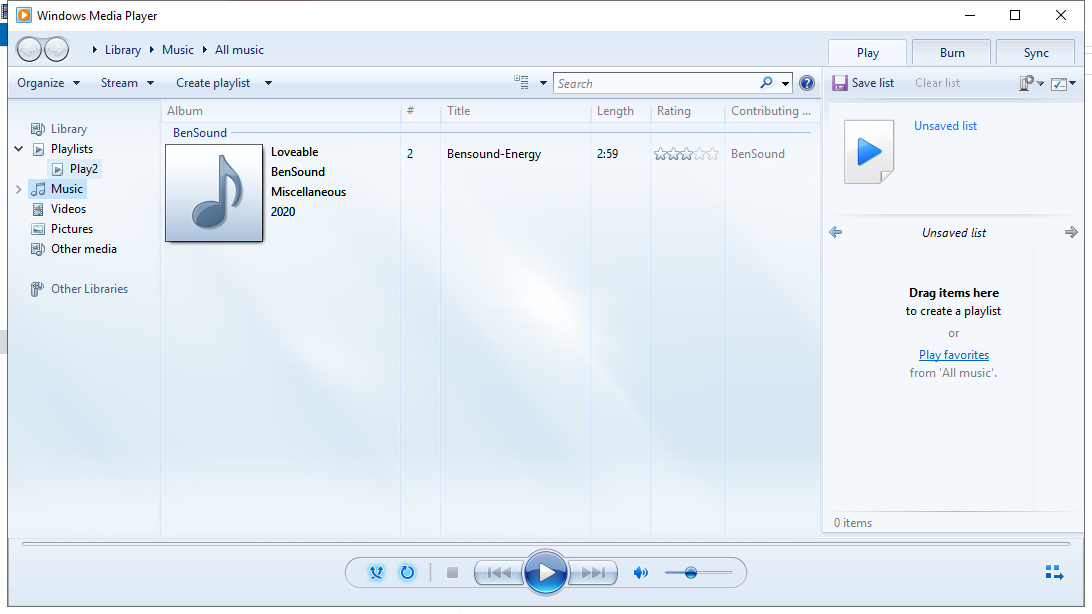 Windows Media Player
Library Music All music
Play Burn Sync
Organize Stream Create playlist Search Save list Clear list
Album # Title Length Rating Contributing ...
BenSound
Library
Playlists
Play2
Music
Videos
Pictures
Other media
Other Libraries
Loveable
BenSound
Miscellaneous
2020
2 Bensound-Energy 2:59 BenSound
Unsaved list
Unsaved list
Drag items here
to create a playlist
or
Play favorites
from 'All music'.
0 items